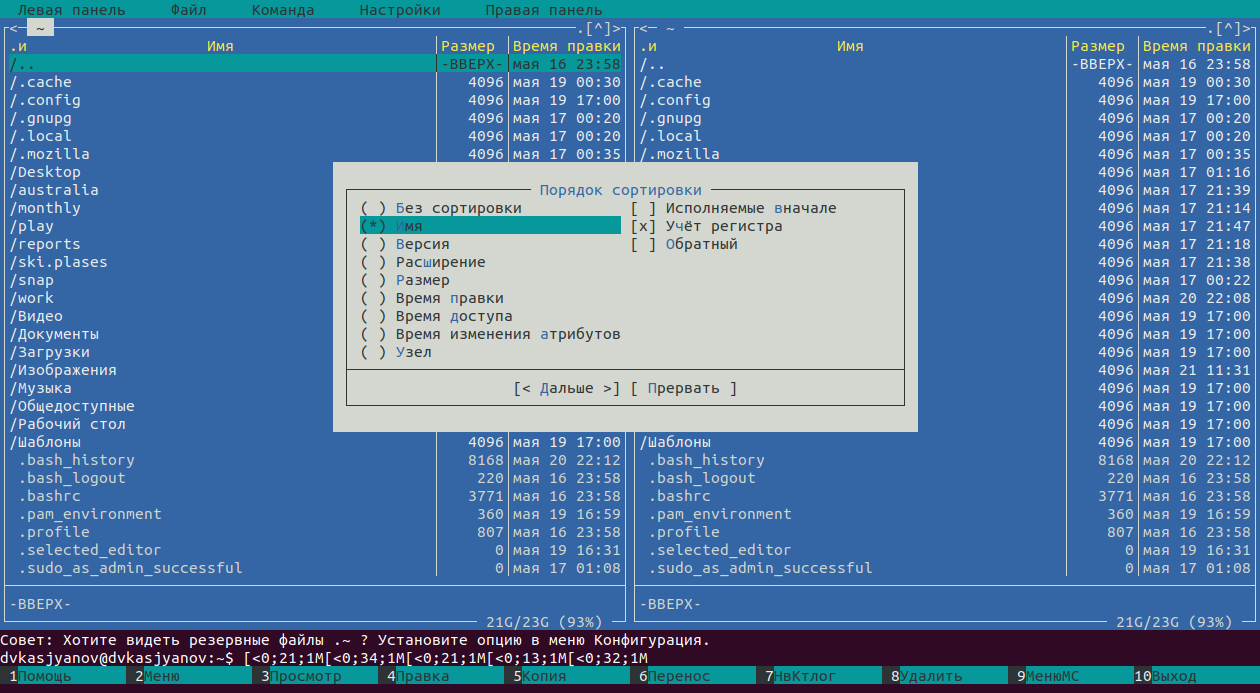 Левая панель Файл Команда Настройки Правая панель
<- ~ .[^]> <- ~ .[^]>
.и Имя Размер Время правки .и Имя Размер Время правки
/.. -ВВЕРХ- мая 16 23:58 /.. -ВВЕРХ- мая 16 23:58
/.cache 4096 мая 19 00:30 /.cache 4096 мая 19 00:30
/.config 4096 мая 19 17:00 /.config 4096 мая 19 17:00
/.gnupg 4096 мая 17 00:20 /.gnupg 4096 мая 17 00:20
/.local 4096 мая 17 00:20 /.local 4096 мая 17 00:20
/.mozilla 4096 мая 17 00:35 /.mozilla 4096 мая 17 00:35
/Desktop 4096 мая 17 01:16
/australia Порядок сортировки 4096 мая 17 21:39
/monthly ( ) Без сортировки [ ] Исполняемые вначале 4096 мая 17 21:14
/play (*) Имя [x] Учёт регистра 4096 мая 17 21:47
/reports ( ) Версия [ ] Обратный 4096 мая 17 21:18
/ski.plases ( ) Расширение 4096 мая 17 21:38
/snap ( ) Размер 4096 мая 17 00:22
/work ( ) Время правки 4096 мая 20 22:08
/Видео ( ) Время доступа 4096 мая 19 17:00
/Документы ( ) Время изменения атрибутов 4096 мая 19 17:00
/Загрузки ( ) Узел 4096 мая 19 17:00
/Изображения 4096 мая 21 11:31
/Музыка [< Дальше >] [ Прервать ] 4096 мая 19 17:00
/Общедоступные 4096 мая 19 17:00
/Рабочий стол 4096 мая 19 17:00
/Шаблоны 4096 мая 19 17:00 /Шаблоны 4096 мая 19 17:00
.bash_history 8168 мая 20 22:12 .bash_history 8168 мая 20 22:12
.bash_logout 220 мая 16 23:58 .bash_logout 220 мая 16 23:58
.bashrc 3771 мая 16 23:58 .bashrc 3771 мая 16 23:58
.pam_environment 360 мая 19 16:59 .pam_environment 360 мая 19 16:59
.profile 807 мая 16 23:58 .profile 807 мая 16 23:58
.selected_editor 0 мая 19 16:31 .selected_editor 0 мая 19 16:31
.sudo_as_admin_successful 0 мая 17 01:08 .sudo_as_admin_successful 0 мая 17 01:08
-ВВЕРХ- -ВВЕРХ-
21G/23G (93%) 21G/23G (93%)
Совет: Хотите видеть резервные файлы .~ ? Установите опцию в меню Конфигурация.
dvkasjyanov@dvkasjyanov:~$ [<0;21;1M[<0;34;1M[<0;21;1M[<0;13;1M[<0;32;1M
1Помощь 2Меню 3Просмотр 4Правка 5Копия 6Перенос 7НвКтлог 8Удалить 9МенюМС 10Выход